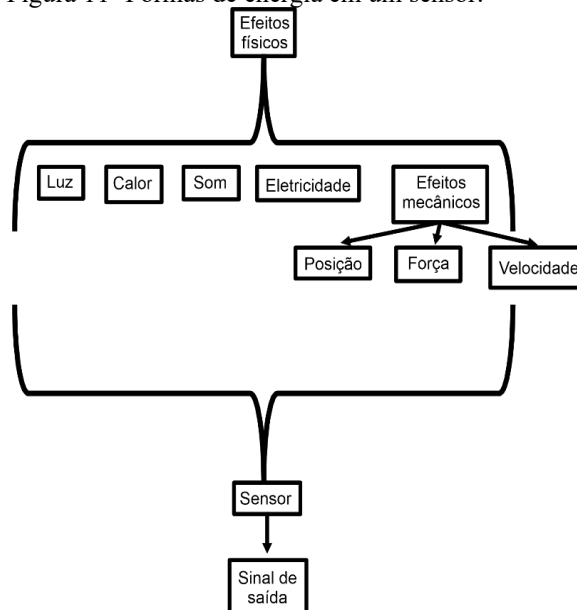 Figura 11- Formas de energia em um sensor.
Efeitos
físicos
Luz
Calor
Som
Eletricidade
Efeitos
mecânicos
Posição
Força
Velocidade
Sensor
Sinal de
saída